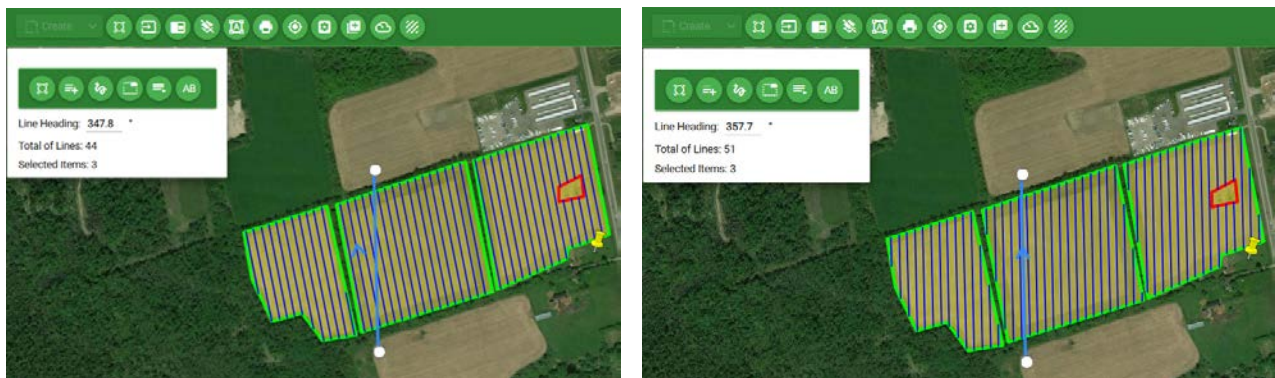 Create
AB
Line Heading: 347.8 °
Total of Lines: 44
Selected Items: 3
Create
AB
Line Heading: 357.7 °
Total of Lines: 51
Selected Items: 3